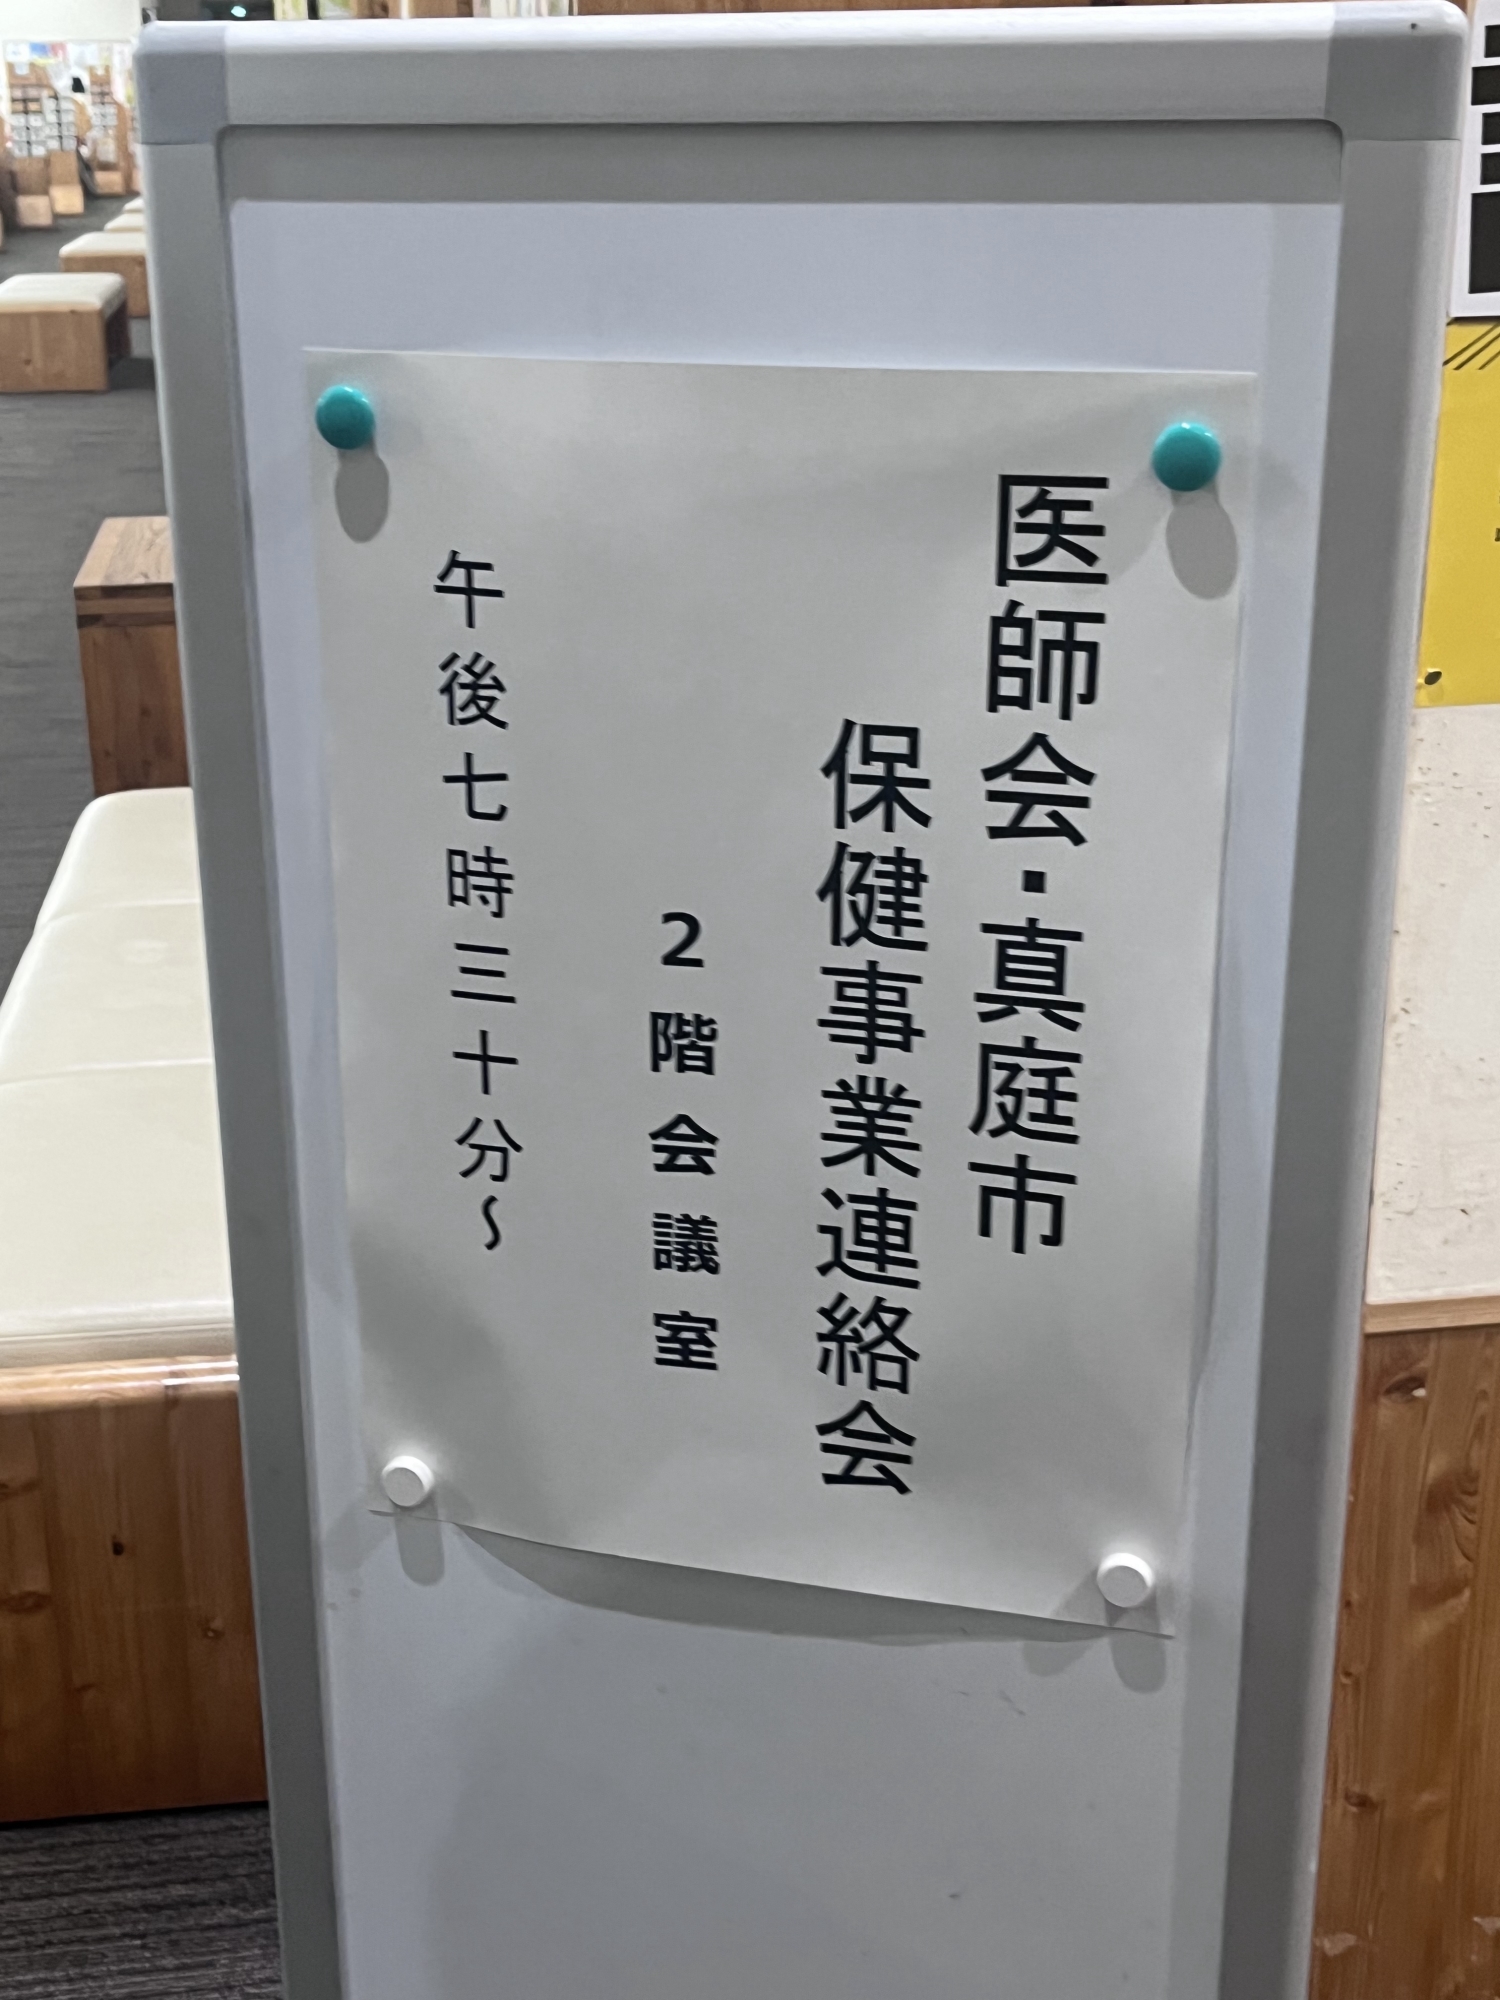 医師会・真庭市
保健事業連絡会
2階会議室
午後七時三十分～